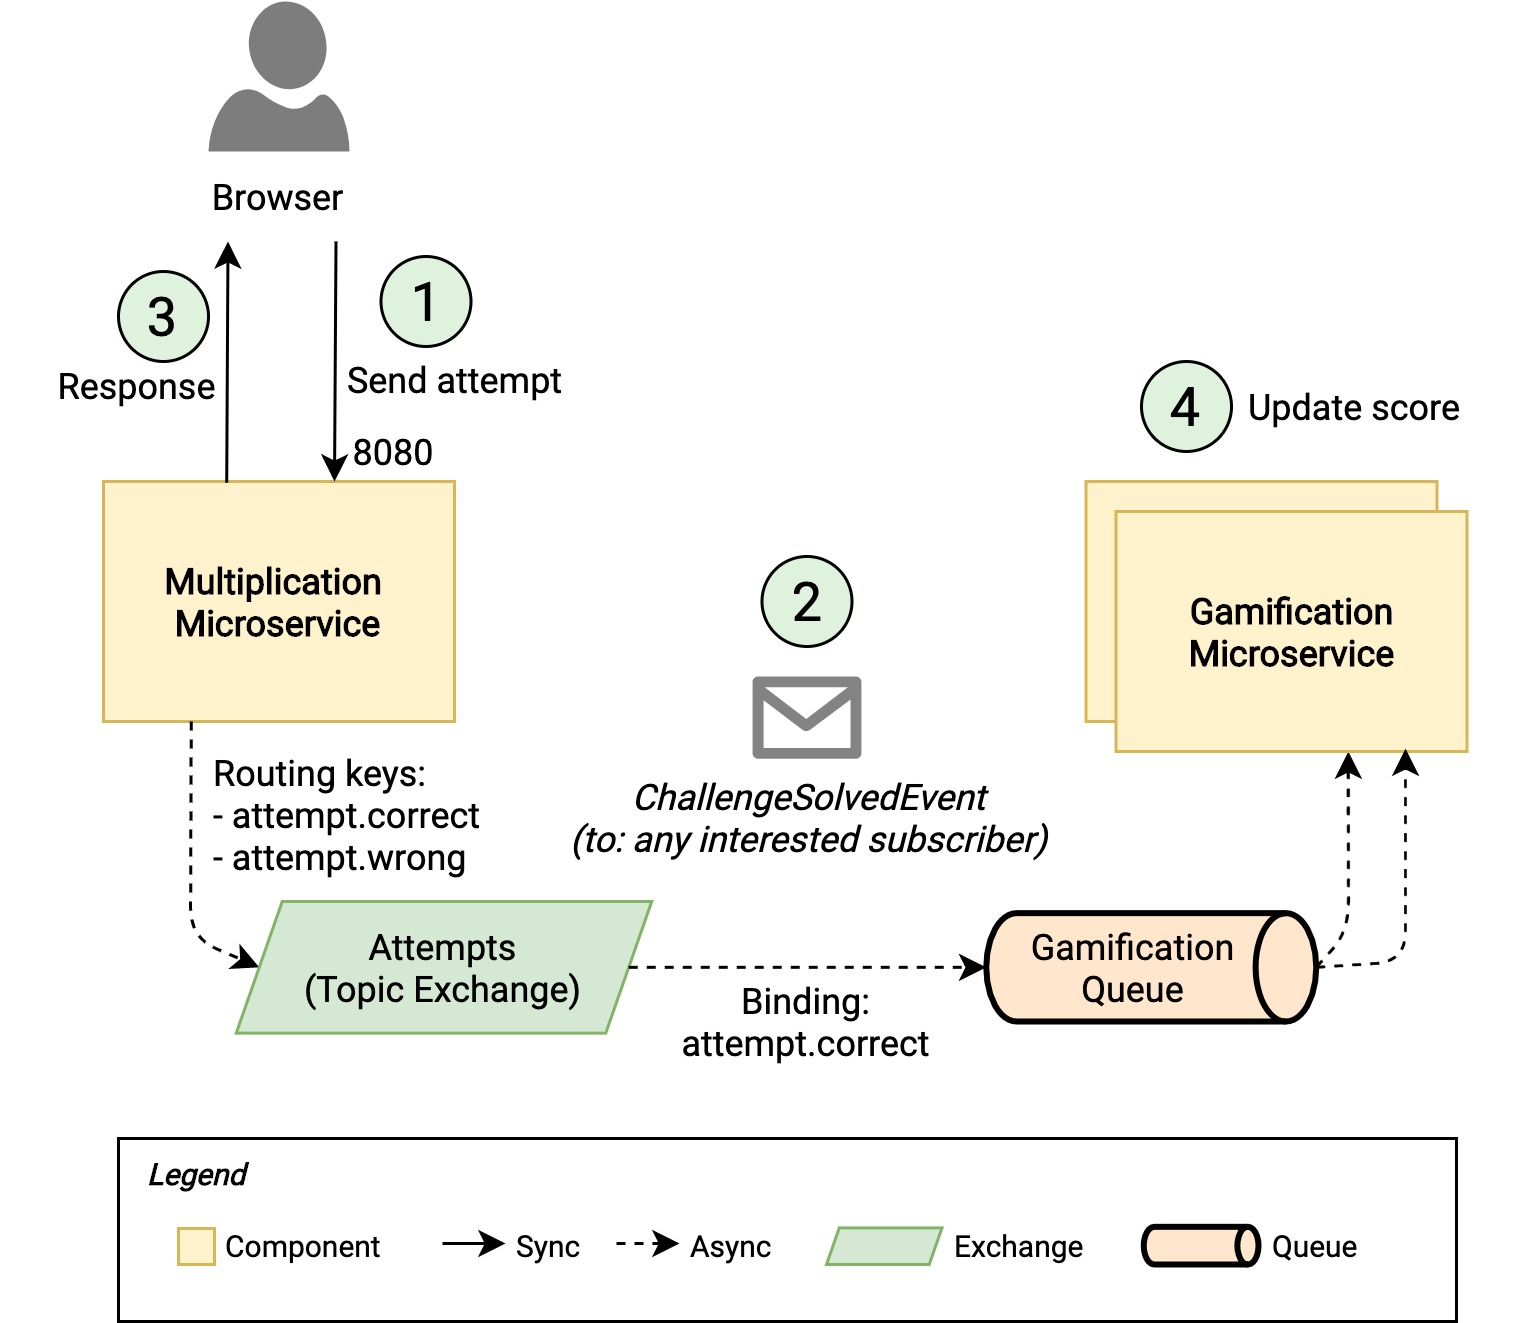 Browser
3
1
Response
Send attempt
8080
4
Update score
Multiplication
Microservice
2
Gamification
Microservice
Routing keys:
- attempt.correct
- attempt.wrong
ChallengeSolvedEvent
(to: any interested subscriber)
Attempts
(Topic Exchange)
Binding:
attempt.correct
Gamification
Queue
Legend
Component
Sync
Async
Exchange
Queue